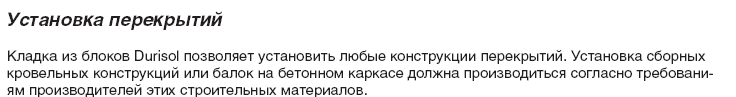 Установка перекрытий
Кладка из блоков Durisol позволяет установить любые конструкции перекрытий. Установка сборных
кровельных конструкций или балок на бетонном каркасе должна производиться согласно требовани-
ям производителей этих строительных материалов.